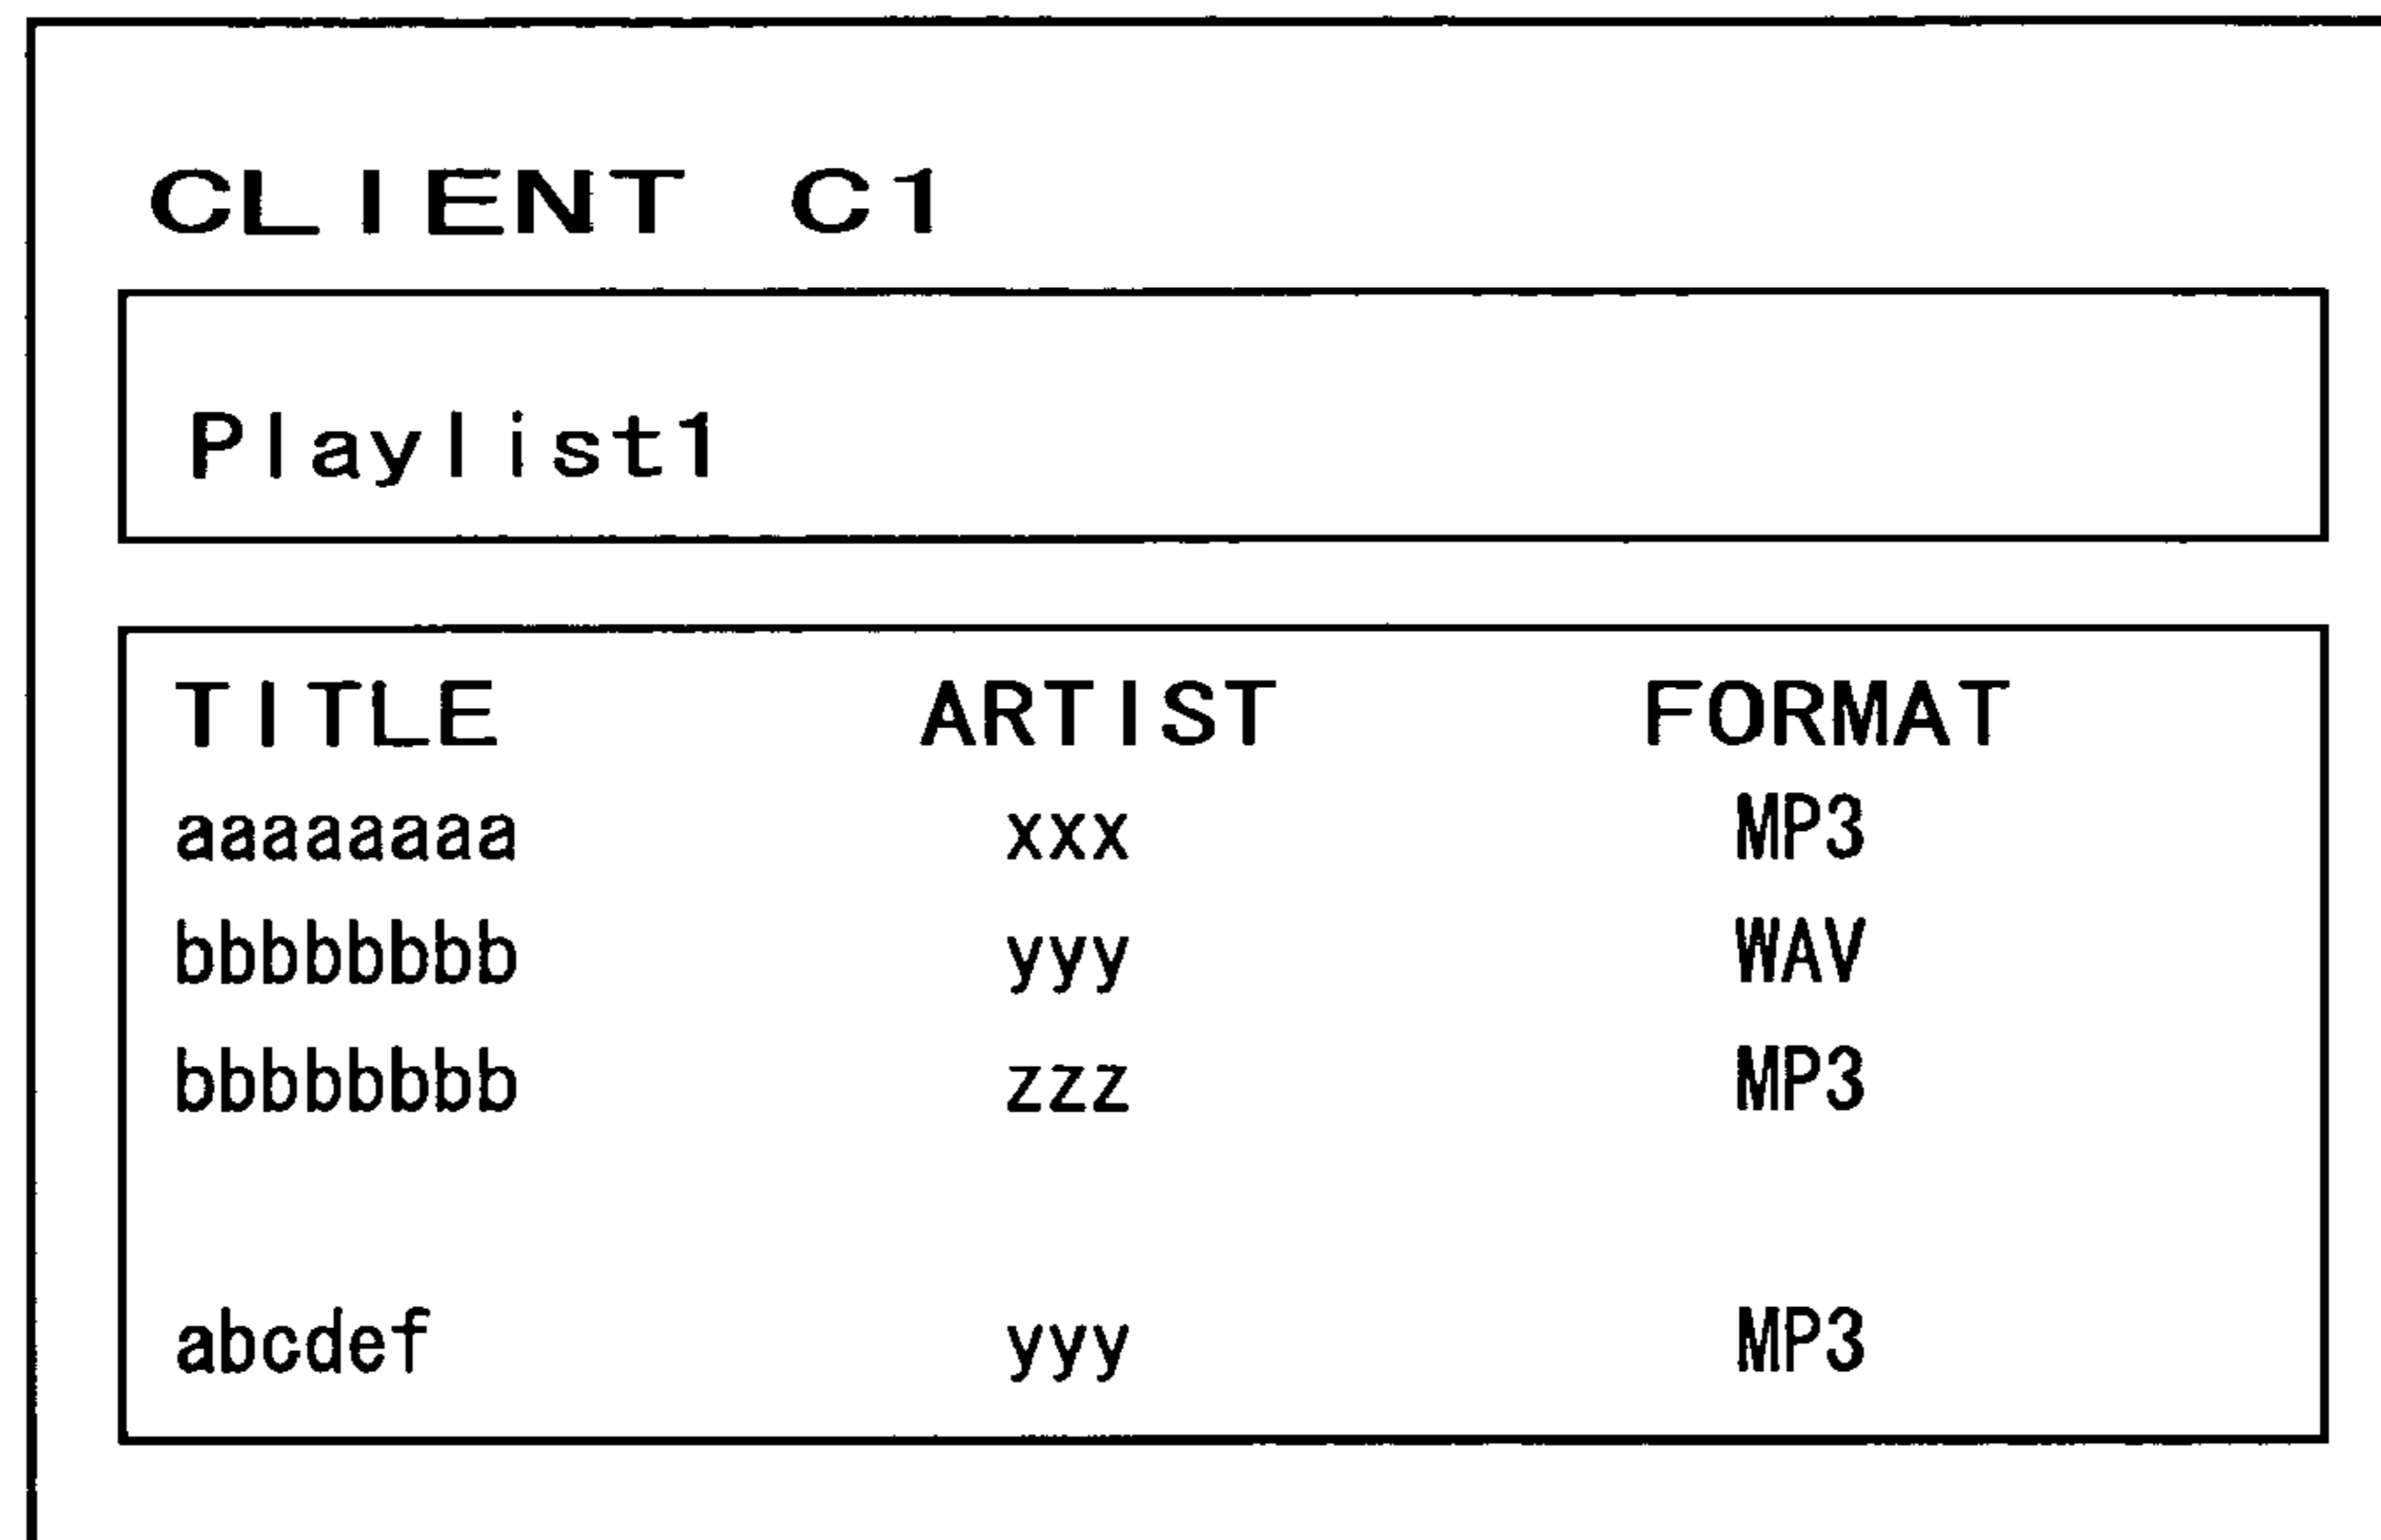 CLIENT C1
Playlist1
TITLE ARTIST FORMAT
aaaaaaaa xxx MP3
bbbbbbbb yyy WAV
bbbbbbbb zzz MP3
abcdef yyy MP3